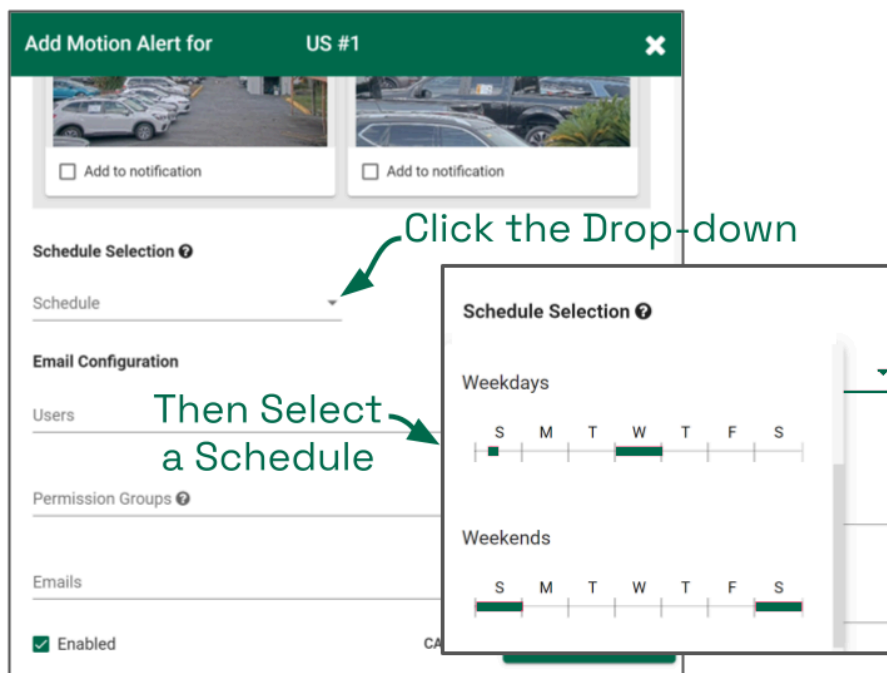 Add Motion Alert for US #1
Add to notification
Add to notification
Click the Drop-down
Schedule Selection
Schedule
Email Configuration
Users
Then Select
a Schedule
Permission Groups
Emails
Enabled
CA
Schedule Selection
Weekdays
S M T W T F S
Weekends
S M T W T F S